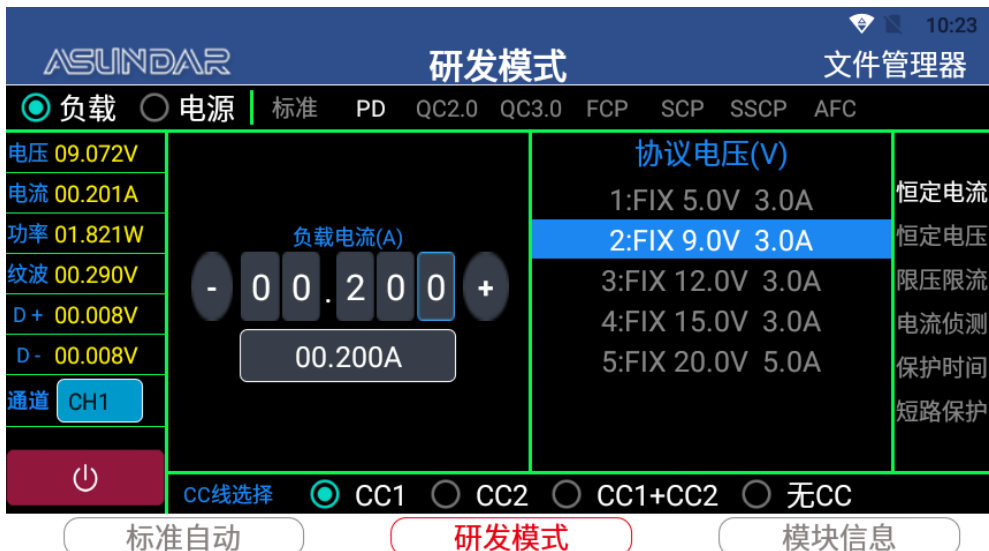 10:23
ASUNDAR 研发模式 文件管理器
负载 电源 标准 PD QC2.0 QC3.0 FCP SCP SSCP AFC
电压 09.072V
电流 00.201A
功率 01.821W
纹波 00.290V
D+ 00.008V
D- 00.008V
通道 CH1
负载电流(A)
- 00.200 +
00.200A
协议电压(V)
1:FIX 5.0V 3.0A
2:FIX 9.0V 3.0A
3:FIX 12.0V 3.0A
4:FIX 15.0V 3.0A
5:FIX 20.0V 5.0A
恒定电流
恒定电压
限压限流
电流侦测
保护时间
短路保护
CC线选择 CC1 CC2 CC1+CC2 无CC
标准自动 研发模式 模块信息